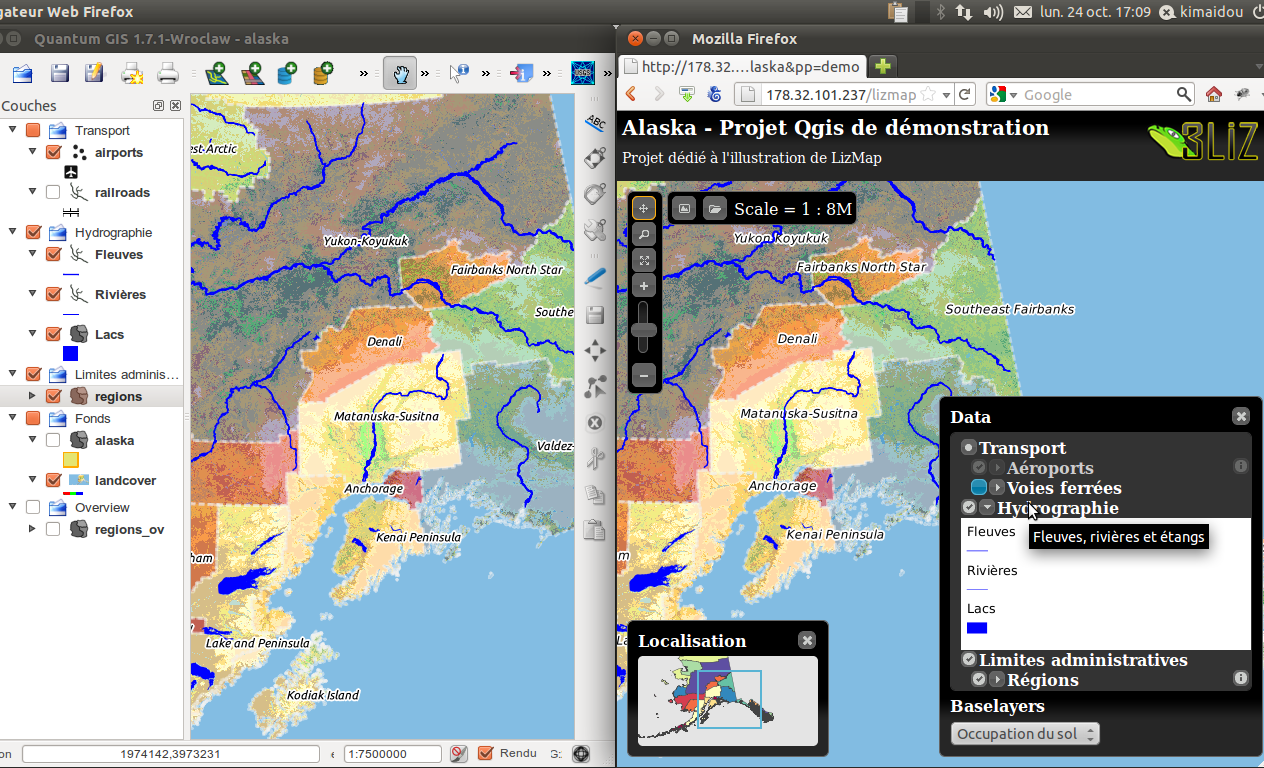 gateur Web Firefox
lun. 24 oct. 17:09
kimaidou
Quantum GIS 1.7.1-Wroclaw - alaska
Couches
Transport
airports
railroads
Hydrographie
Fleuves
Rivières
Lacs
Limites adminis...
regions
Fonds
alaska
landcover
Overview
regions_ov
ABC
est Arctic
Yukon-Koyukuk
Fairbanks North Star
Southe
Denali
Matanuska-Susitna
Valdez-
Anchorage
Kenai Peninsula
ham
Lake and Peninsula
Kodiak Island
on
1974142,3973231
1:7500000
Rendu
G:
Mozilla Firefox
http://178.32....laska&pp=demo
178.32.101.237/lizmap
Google
Alaska - Projet Qgis de démonstration
Projet dédié à l'illustration de LizMap
3LIZ
Scale = 1 : 8M
Yukon Koyukuk
Fairbanks North Star
Southeast Fairbanks
Denali
Matanuska-Susitna
Anchorage
Kenai Peninsula
m
La
Localisation
Data
Transport
Aéroports
Voies ferrées
Hydrographie
Fleuves
Fleuves, rivières et étangs
Rivières
Lacs
Limites administratives
Régions
Baselayers
Occupation du sol